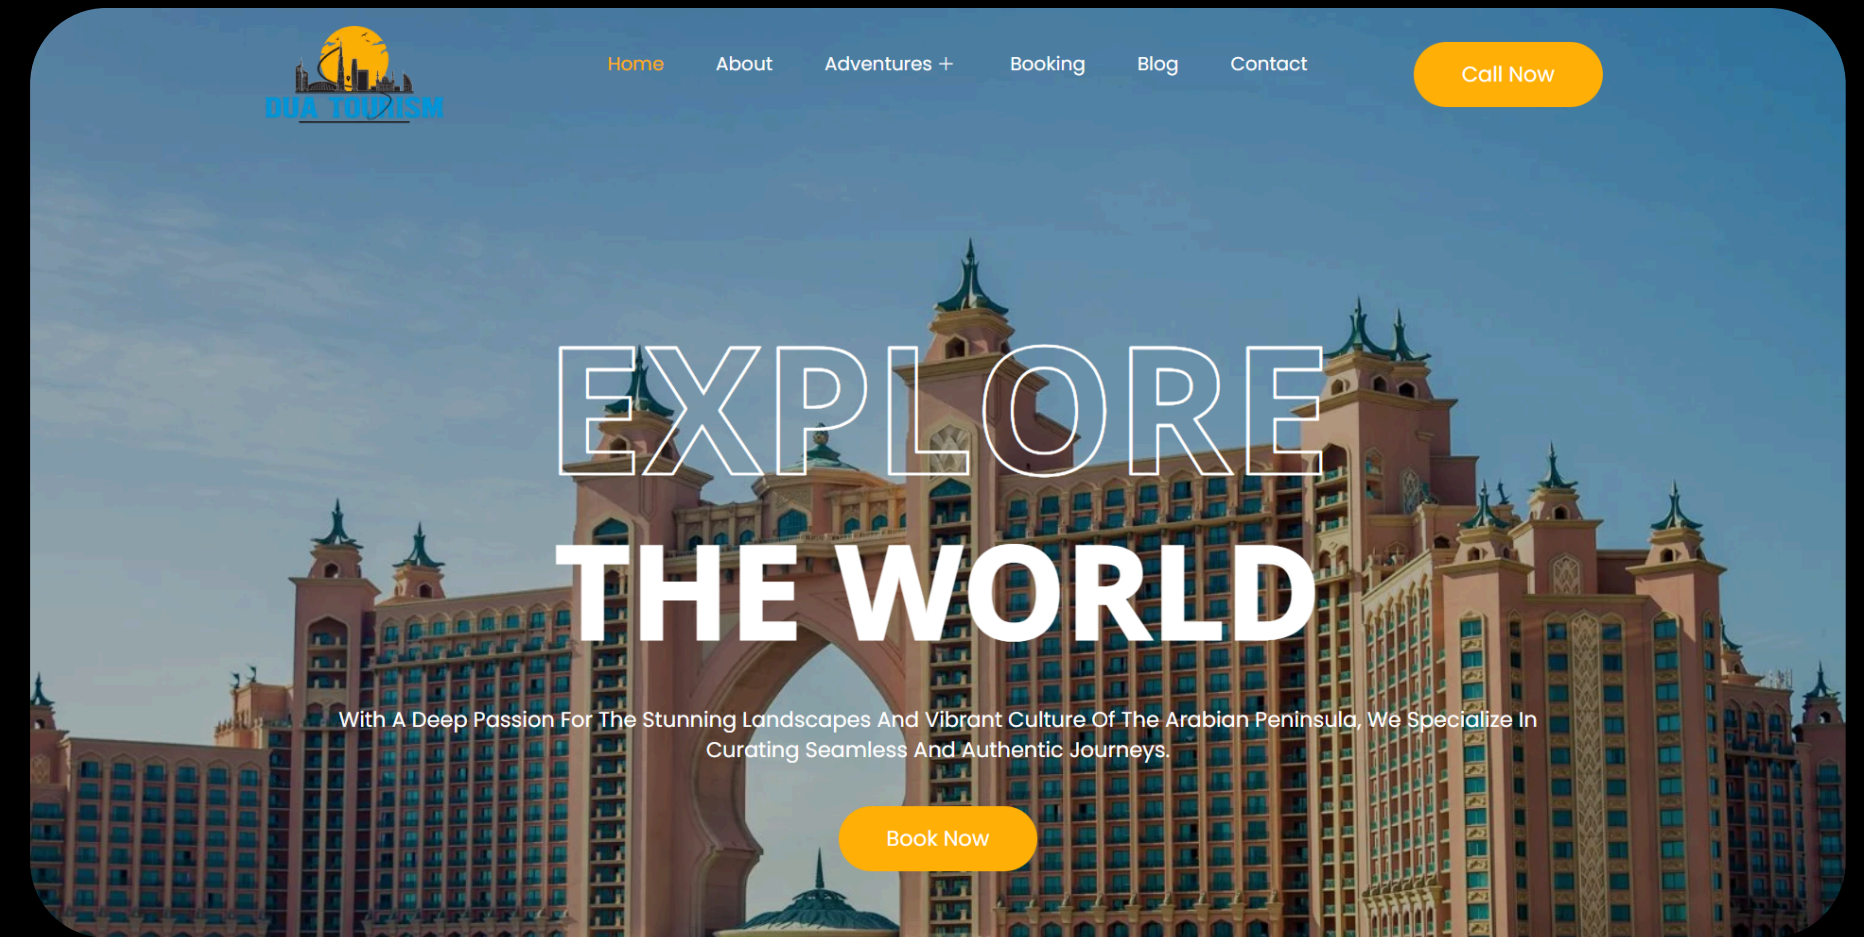 DUA TOURISM
Home About Adventures + Booking Blog Contact
Call Now
EXPLORE
THE WORLD
With A Deep Passion For The Stunning Landscapes And Vibrant Culture Of The Arabian Peninsula, We Specialize In
Curating Seamless And Authentic Journeys.
Book Now